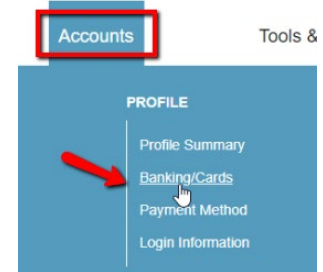 Accounts
Tools &
PROFILE
Profile Summary
Banking/Cards
Payment Method
Login Information